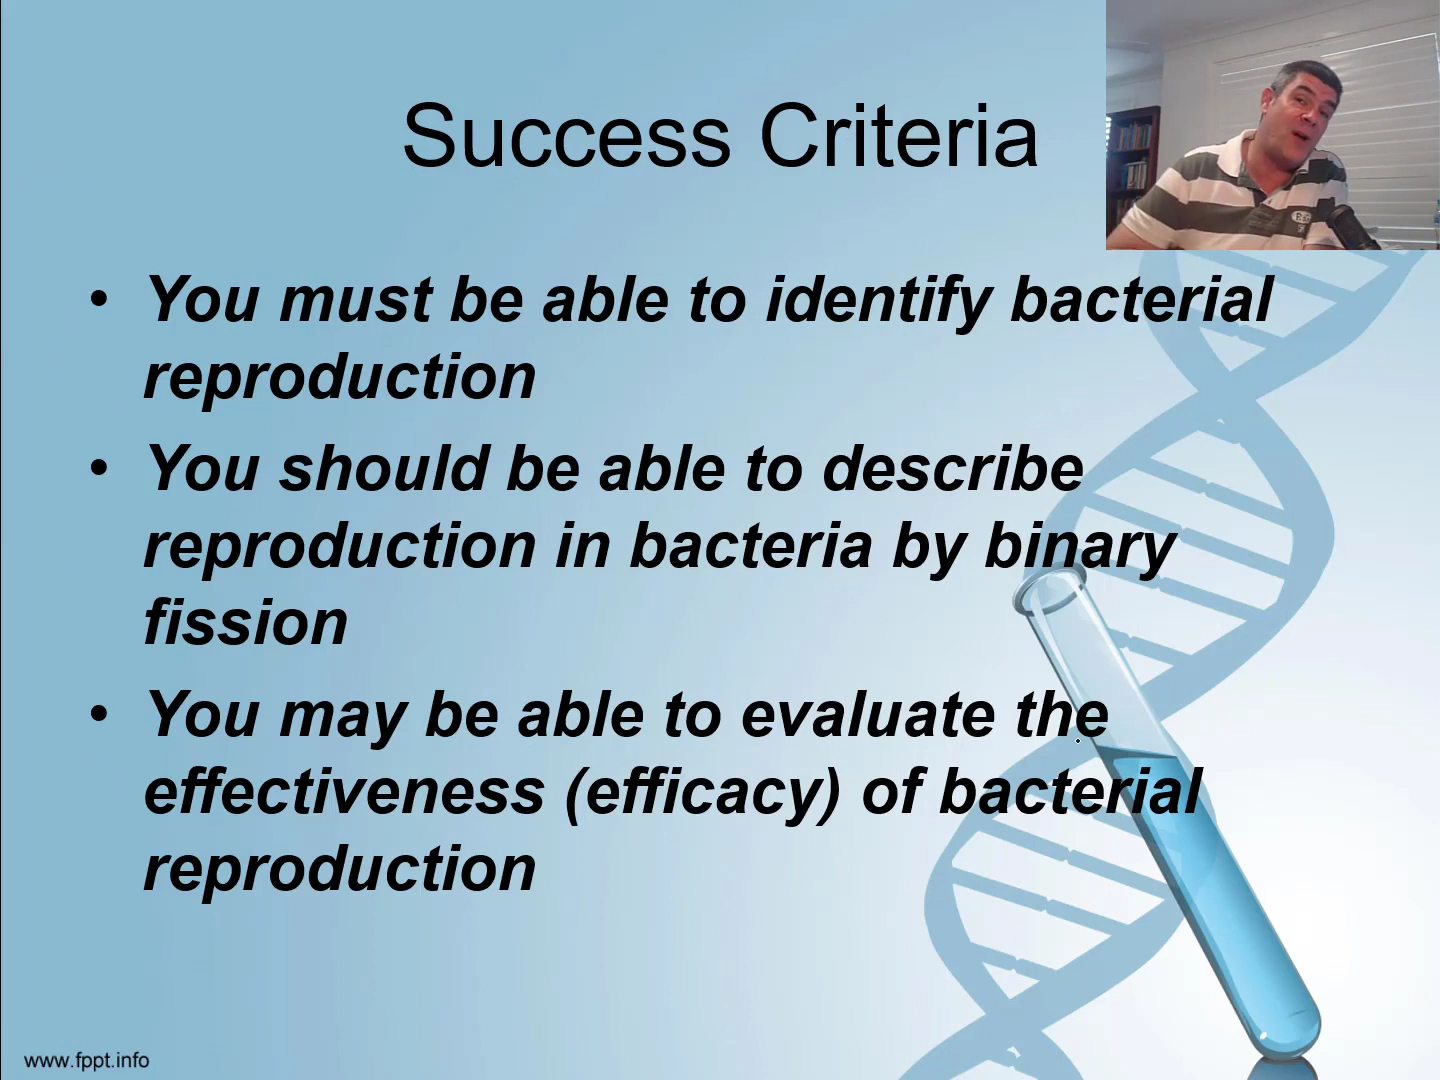 Success Criteria
• You must be able to identify bacterial
reproduction
• You should be able to describe
reproduction in bacteria by binary
fission
• You may be able to evaluate the
effectiveness (efficacy) of bacterial
reproduction
www.fppt.info